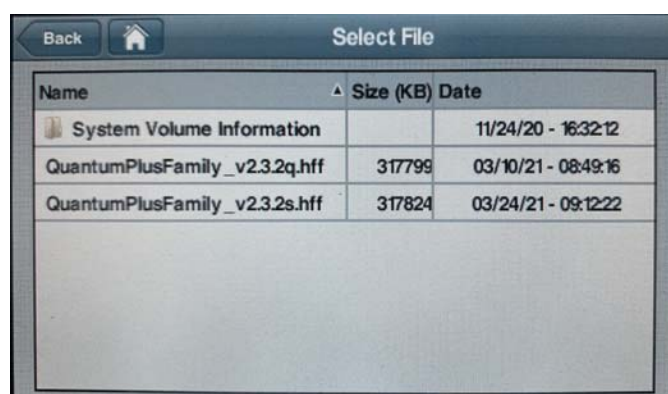 Back Select File
Name Size (KB) Date
System Volume Information 11/24/20 - 16:32:12
QuantumPlusFamily_v2.3.2q.hff 317799 03/10/21 - 08:49:16
QuantumPlusFamily_v2.3.2s.hff 317824 03/24/21 - 09:12:22